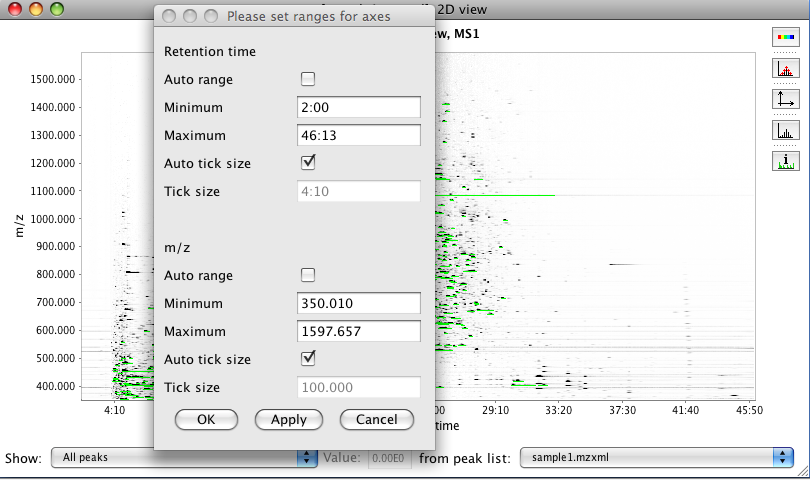 Please set ranges for axes
2D view
ew, MS1
Retention time
Auto range
Minimum 2:00
Maximum 46:13
Auto tick size
Tick size 4:10
m/z
Auto range
Minimum 350.010
Maximum 1597.657
Auto tick size
Tick size 100.000
OK Apply Cancel
m/z
1500.000
1400.000
1300.000
1200.000
1100.000
1000.000
900.000
800.000
700.000
600.000
500.000
400.000
4:10 :00 29:10 33:20 37:30 41:40 45:50
time
Show: All peaks Value: 0.00E0 from peak list: sample1.mzxml